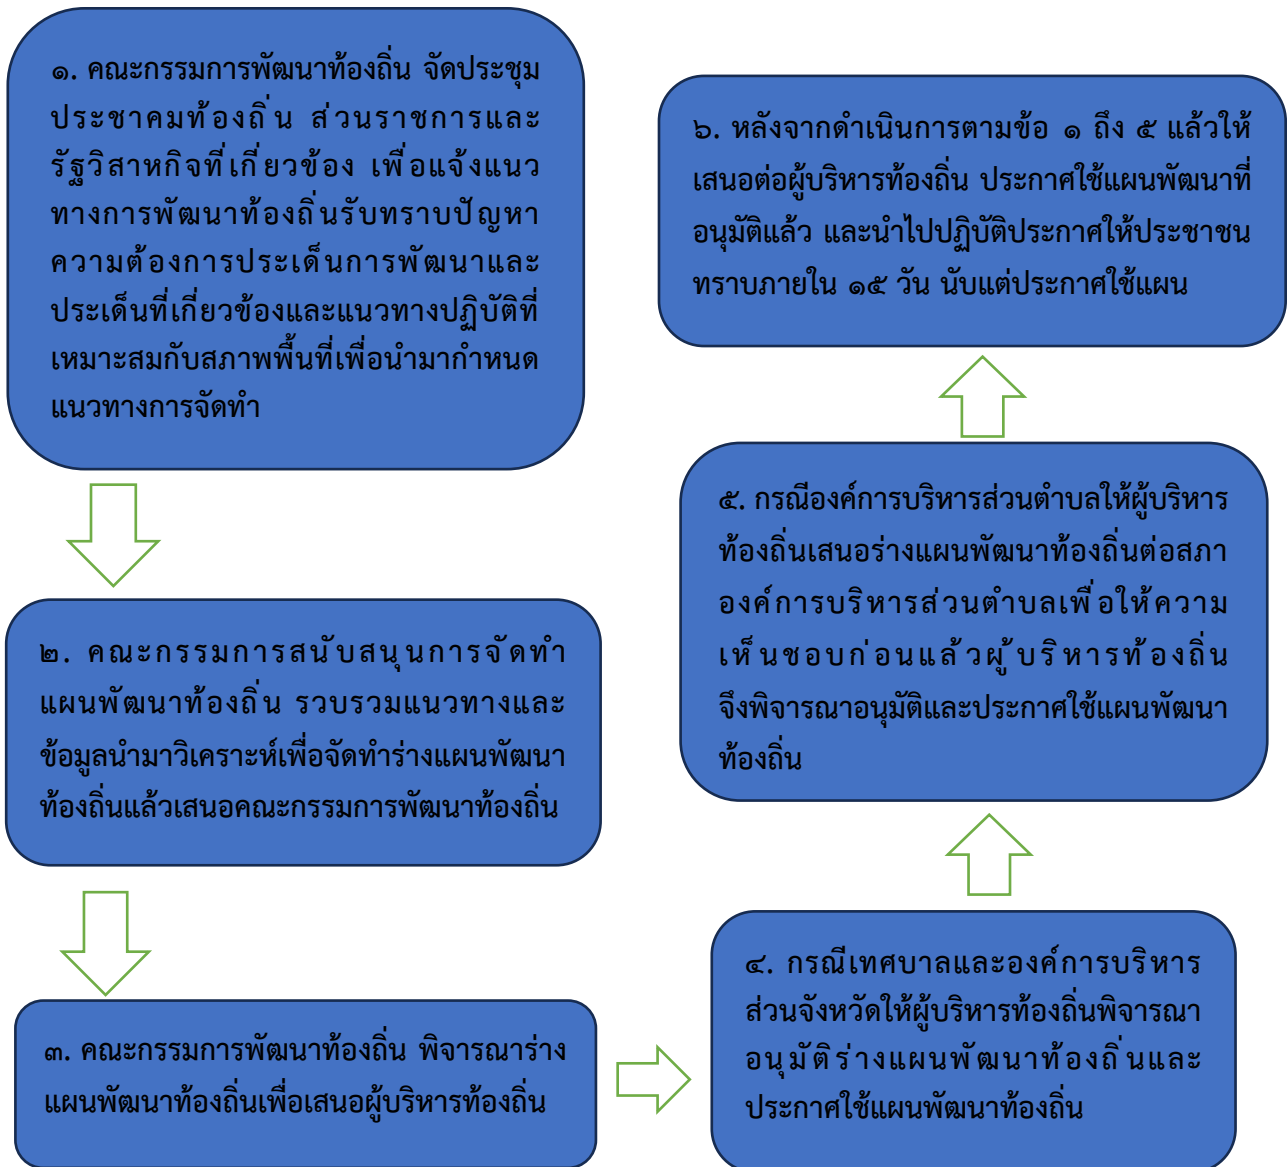 ๑. คณะกรรมการพัฒนาท้องถิ่น จัดประชุม
ประชาคมท้องถิ่น ส่วนราชการและ
รัฐวิสาหกิจที่เกี่ยวข้อง เพื่อแจ้งแนว
ทางการพัฒนาท้องถิ่นรับทราบปัญหา
ความต้องการประเด็นการพัฒนาและ
ประเด็นที่เกี่ยวข้องและแนวทางปฏิบัติที่
เหมาะสมกับสภาพพื้นที่เพื่อนำมากำหนด
แนวทางการจัดทำ
๒. คณะกรรมการสนับสนุนการจัดทำ
แผนพัฒนาท้องถิ่น รวบรวมแนวทางและ
ข้อมูลนำมาวิเคราะห์เพื่อจัดทำร่างแผนพัฒนา
ท้องถิ่นแล้วเสนอคณะกรรมการพัฒนาท้องถิ่น
๓. คณะกรรมการพัฒนาท้องถิ่น พิจารณาร่าง
แผนพัฒนาท้องถิ่นเพื่อเสนอผู้บริหารท้องถิ่น
๔. กรณีเทศบาลและองค์การบริหาร
ส่วนจังหวัดให้ผู้บริหารท้องถิ่นพิจารณา
อนุมัติร่างแผนพัฒนาท้องถิ่นและ
ประกาศใช้แผนพัฒนาท้องถิ่น
๕. กรณีองค์การบริหารส่วนตำบลให้ผู้บริหาร
ท้องถิ่นเสนอร่างแผนพัฒนาท้องถิ่นต่อสภา
องค์การบริหารส่วนตำบลเพื่อให้ความ
เห็นชอบก่อนแล้วผู้บริหารท้องถิ่น
จึงพิจารณาอนุมัติและประกาศใช้แผนพัฒนา
ท้องถิ่น
๖. หลังจากดำเนินการตามข้อ ๑ ถึง ๕ แล้วให้
เสนอต่อผู้บริหารท้องถิ่น ประกาศใช้แผนพัฒนาที่
อนุมัติแล้ว และนำไปปฏิบัติประกาศให้ประชาชน
ทราบภายใน ๑๕ วัน นับแต่ประกาศใช้แผน